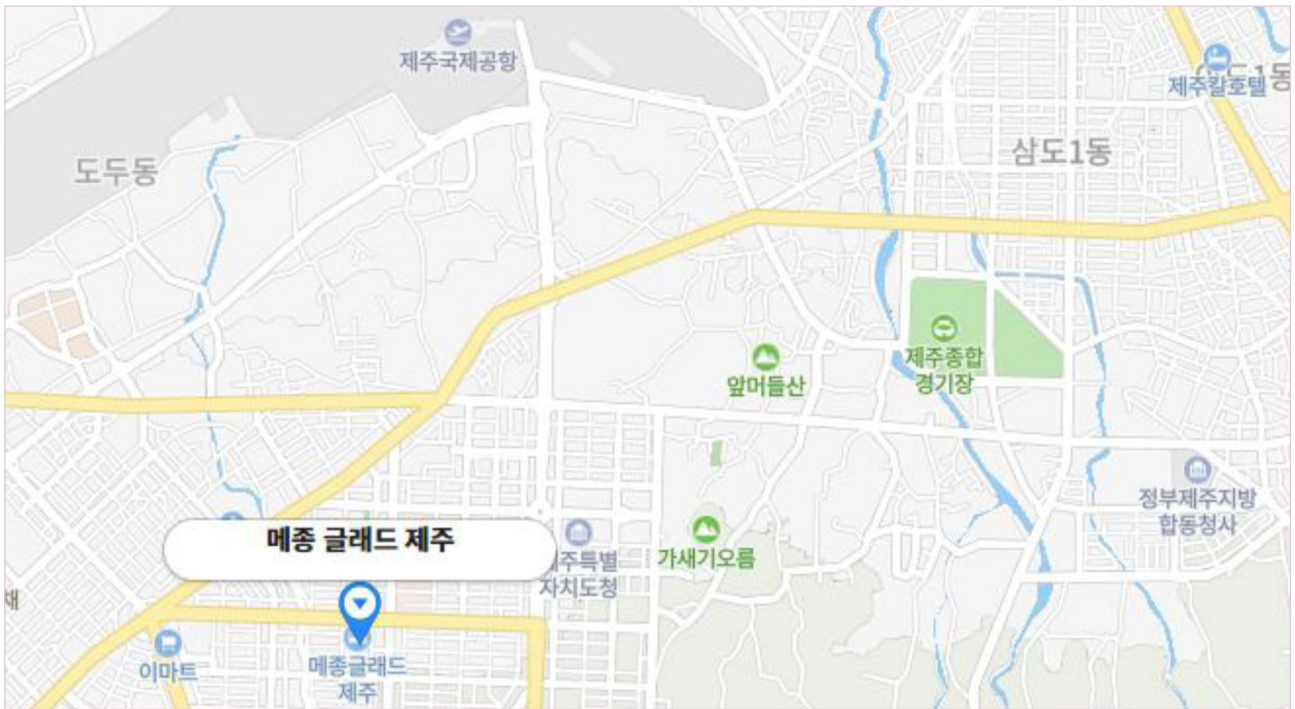 제주국제공항
제주칼호텔
삼도1동
도두동
제주종합
경기장
앞머들산
정부제주지방
합동청사
메종 글래드 제주
가새기오름
자치도청
이마트
메종글래드
제주